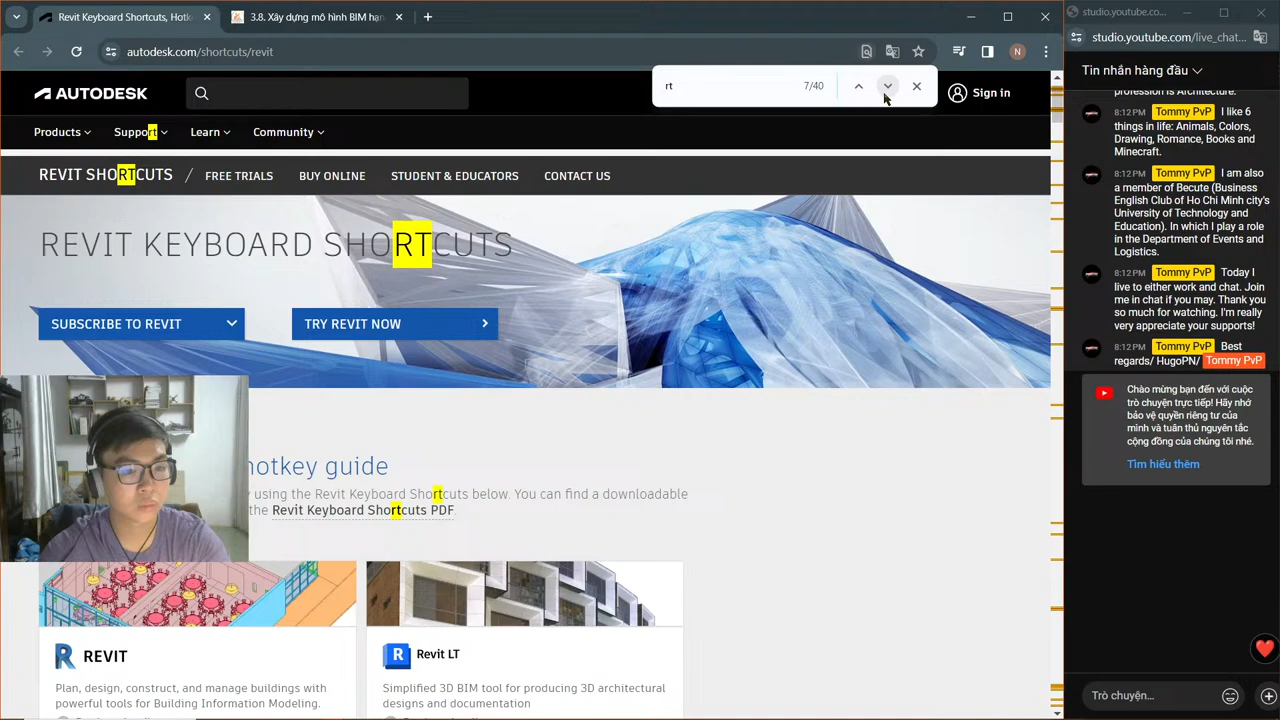 Revit Keyboard Shortcuts, Hotk
3.8. Xây dựng mô hình BIM hạn
autodesk.com/shortcuts/revit
N
rt
7/40
AUTODESK
Sign in
Products
Support
Learn
Community
REVIT SHORTCUTS / FREE TRIALS BUY ONLINE STUDENT & EDUCATORS CONTACT US
REVIT KEYBOARD SHORTCUTS
SUBSCRIBE TO REVIT
TRY REVIT NOW
hotkey guide
using the Revit Keyboard Shortcuts below. You can find a downloadable
the Revit Keyboard Shortcuts PDF
R REVIT
Plan, design, construct, and manage buildings with
powerful tools for Building Information Modeling.
R Revit LT
Simplified 3D BIM tool for producing 3D architectural
designs and documentation
studio.youtube.co...
studio.youtube.com/live_chat...
Tin nhắn hàng đầu
profession is Architecture.
8:12 PM Tommy PvP I like 6
things in life: Animals, Colors,
Drawing, Romance, Books and
Minecraft.
8:12 PM Tommy PvP I am also
a member of Becute (Business
English Club of Ho Chi Minh city's
University of Technology and
Education). In which I play a role
in the Department of Events and
Logistics.
8:12 PM Tommy PvP Today I
live to either work and chat. Join
me in chat if you may. Thank you
so much for watching. I'm really
very appreciate your supports!
8:12 PM Tommy PvP Best
regards/ HugoPN/ Tommy PvP
Chào mừng bạn đến với cuộc
trò chuyện trực tiếp! Hãy nhớ
bảo vệ quyền riêng tư của
mình và tuân thủ nguyên tắc
cộng đồng của chúng tôi nhé.
Tìm hiểu thêm
Trò chuyện...